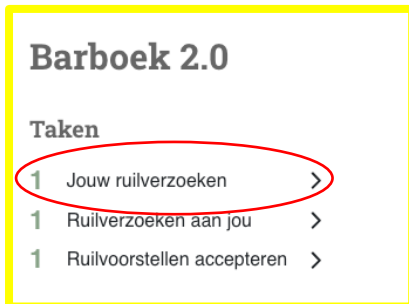 Barboek 2.0
Taken
1 Jouw ruilverzoeken
1 Ruilverzoeken aan jou
1 Ruilvoorstellen accepteren